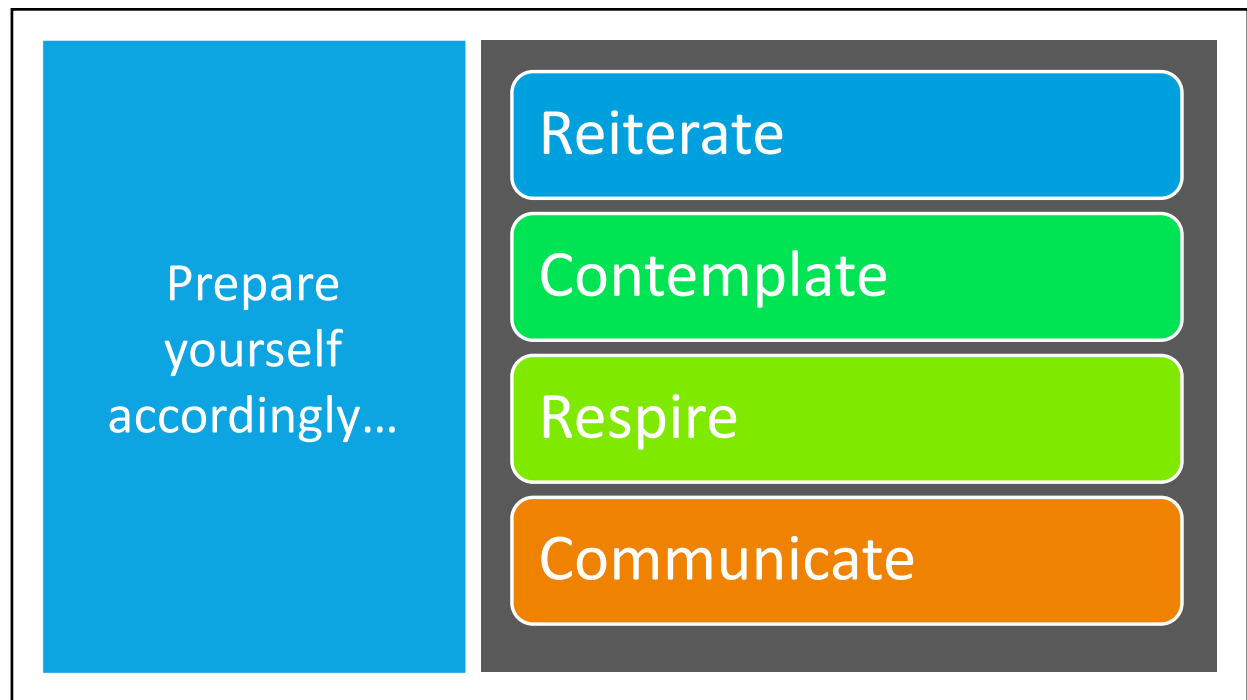 Prepare
yourself
accordingly…
Reiterate
Contemplate
Respire
Communicate